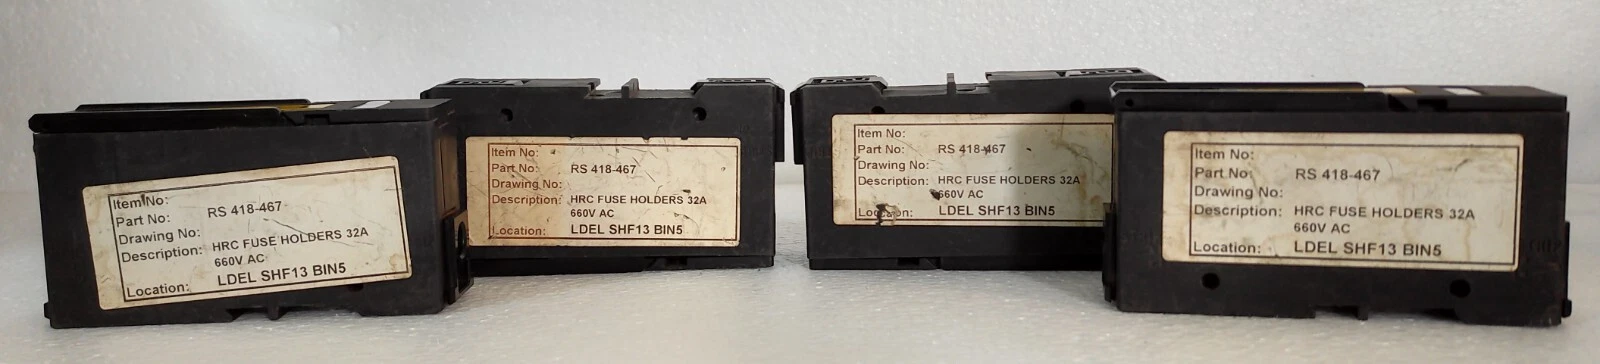 Item No:
Part No: RS 418-467
Drawing No:
Description: HRC FUSE HOLDERS 32A
660V AC
Location: LDEL SHF13 BIN5
Item No:
Part No: RS 418-467
Drawing No:
Description: HRC FUSE HOLDERS 32A
660V AC
Location: LDEL SHF13 BIN5
Item No:
Part No: RS 418-467
Drawing No:
Description: HRC FUSE HOLDERS 32A
660V AC
Location: LDEL SHF13 BIN5
Item No:
Part No: RS 418-467
Drawing No:
Description: HRC FUSE HOLDERS 32A
660V AC
Location: LDEL SHF13 BIN5